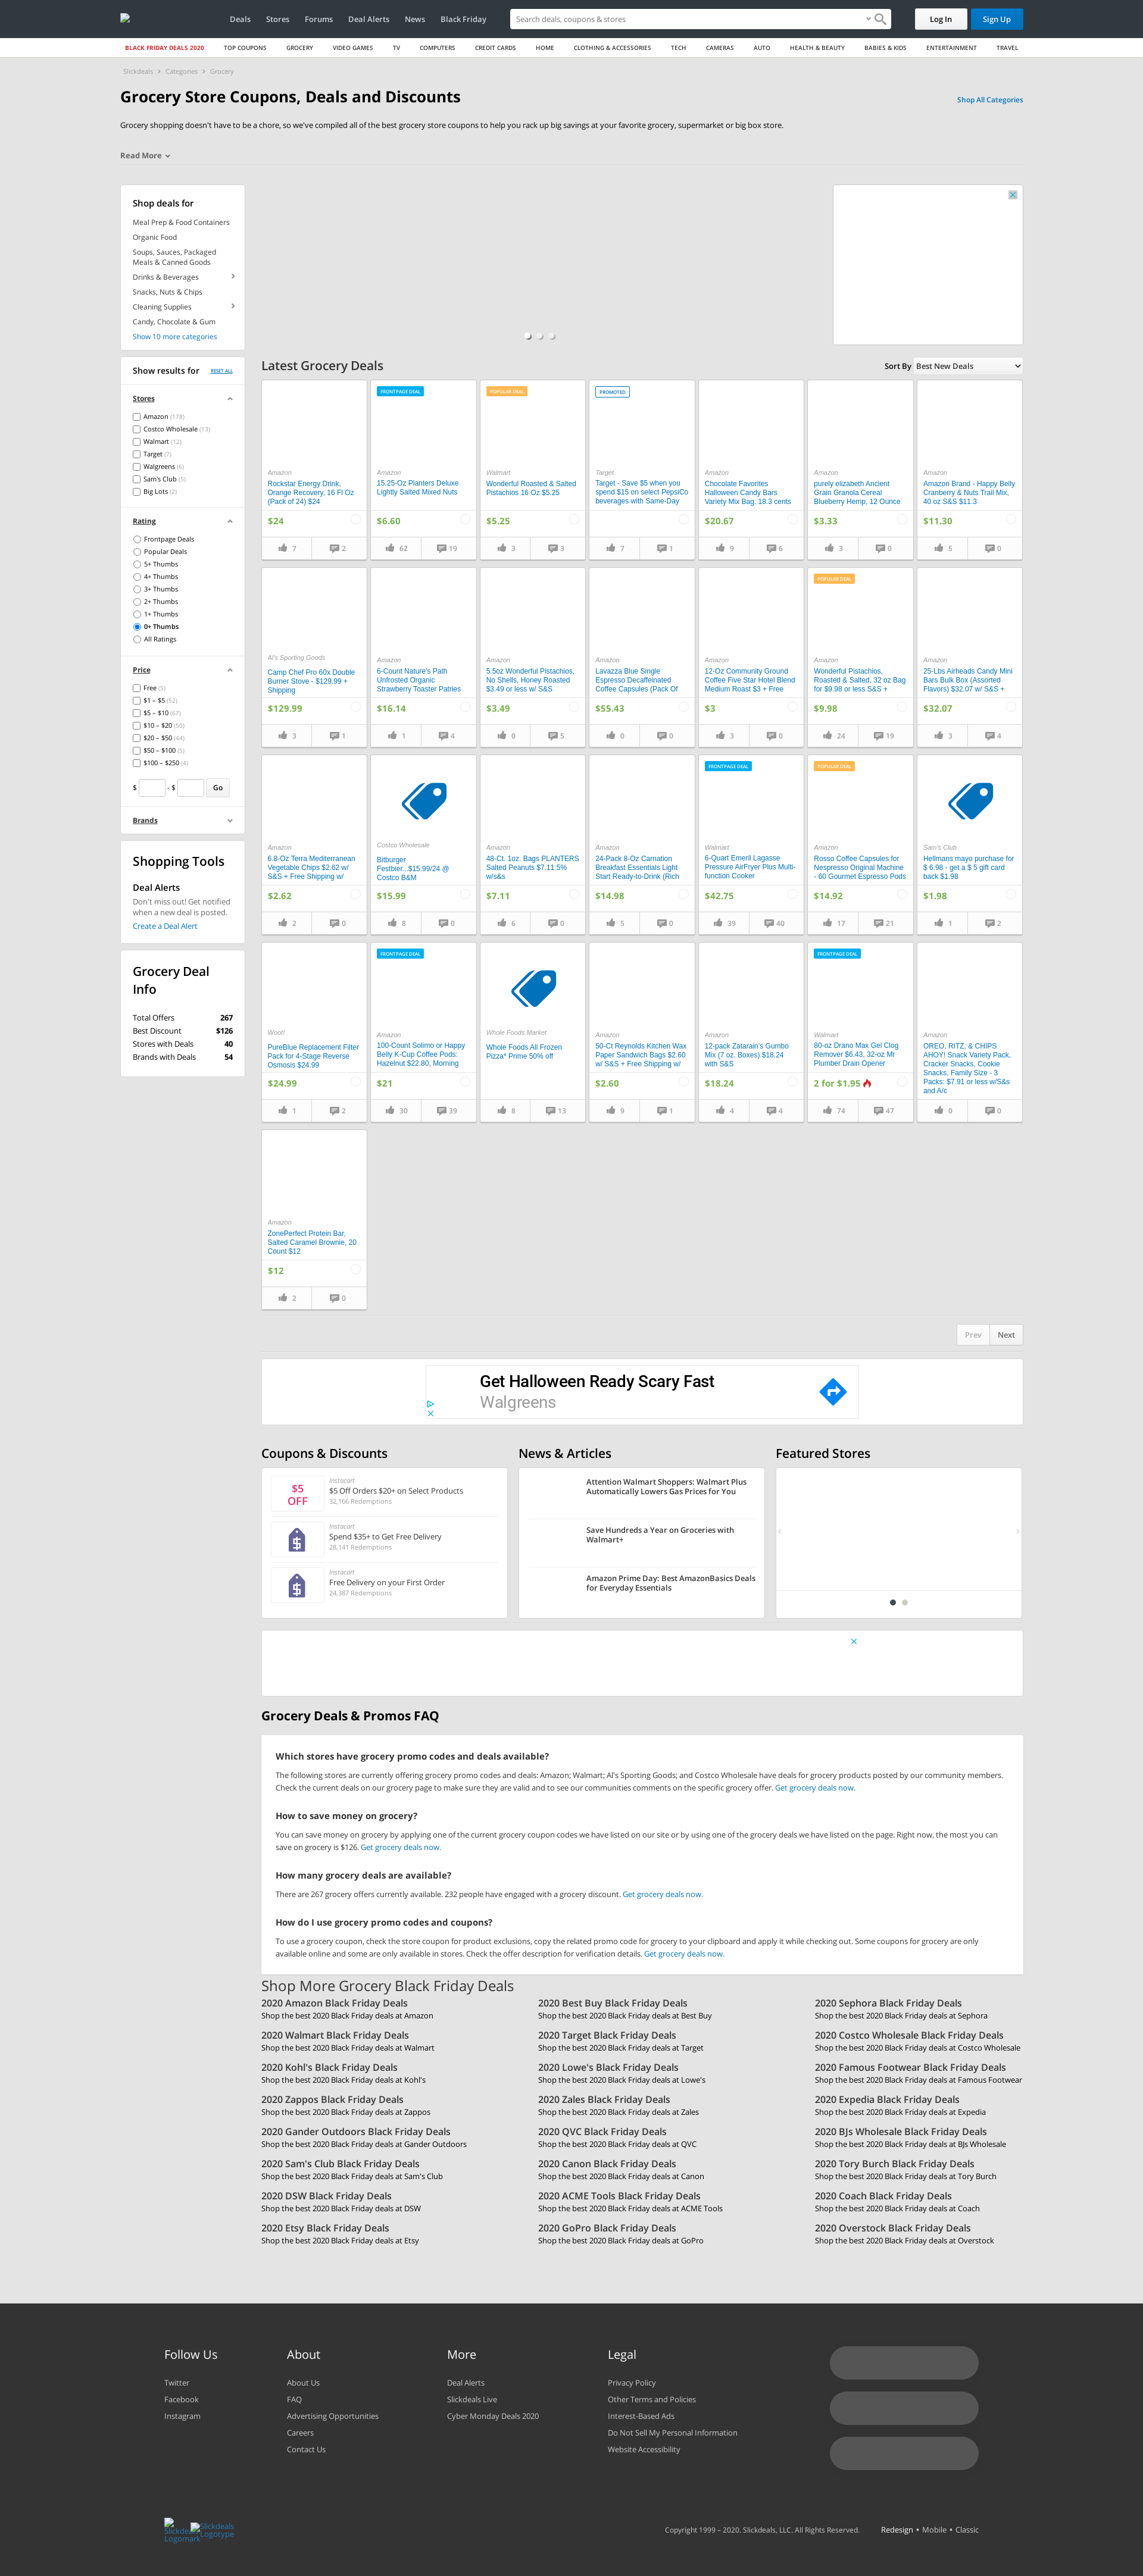 Deals Stores Forums Deal Alerts News Black Friday
Search deals, coupons & stores
Log In
Sign Up
BLACK FRIDAY DEALS 2020 TOP COUPONS GROCERY VIDEO GAMES TV COMPUTERS CREDIT CARDS HOME CLOTHING & ACCESSORIES TECH CAMERAS AUTO HEALTH & BEAUTY BABIES & KIDS ENTERTAINMENT TRAVEL
Slickdeals › Categories › Grocery
Grocery Store Coupons, Deals and Discounts
Shop All Categories
Grocery shopping doesn't have to be a chore, so we've compiled all of the best grocery store coupons to help you rack up big savings at your favorite grocery, supermarket or big box store.
Read More
Shop deals for
Meal Prep & Food Containers
Organic Food
Soups, Sauces, Packaged
Meals & Canned Goods
Drinks & Beverages
Snacks, Nuts & Chips
Cleaning Supplies
Candy, Chocolate & Gum
Show 10 more categories
Show results for RESET ALL
Stores
Amazon (178)
Costco Wholesale (13)
Walmart (12)
Target (7)
Walgreens (6)
Sam's Club (5)
Big Lots (2)
Rating
Frontpage Deals
Popular Deals
5+ Thumbs
4+ Thumbs
3+ Thumbs
2+ Thumbs
1+ Thumbs
0+ Thumbs
All Ratings
Price
Free (5)
$1 – $5 (52)
$5 – $10 (67)
$10 – $20 (50)
$20 – $50 (44)
$50 – $100 (5)
$100 – $250 (4)
$ - $ Go
Brands
Shopping Tools
Deal Alerts
Don't miss out! Get notified
when a new deal is posted.
Create a Deal Alert
Grocery Deal
Info
Total Offers 267
Best Discount $126
Stores with Deals 40
Brands with Deals 54
Latest Grocery Deals
Sort By Best New Deals
Amazon
Rockstar Energy Drink,
Orange Recovery, 16 Fl Oz
(Pack of 24) $24
$24
7 2
FRONTPAGE DEAL
Amazon
15.25-Oz Planters Deluxe
Lightly Salted Mixed Nuts
$6.60
62 19
POPULAR DEAL
Walmart
Wonderful Roasted & Salted
Pistachios 16 Oz $5.25
$5.25
3 3
PROMOTED
Target
Target - Save $5 when you
spend $15 on select PepsiCo
beverages with Same-Day
7 1
Amazon
Chocolate Favorites
Halloween Candy Bars
Variety Mix Bag, 18.3 cents
$20.67
9 6
Amazon
purely elizabeth Ancient
Grain Granola Cereal
Blueberry Hemp, 12 Ounce
$3.33
3 0
Amazon
Amazon Brand - Happy Belly
Cranberry & Nuts Trail Mix,
40 oz S&S $11.3
$11.30
5 0
Al's Sporting Goods
Camp Chef Pro 60x Double
Burner Stove - $129.99 +
Shipping
$129.99
3 1
Amazon
6-Count Nature's Path
Unfrosted Organic
Strawberry Toaster Patries
$16.14
1 4
Amazon
5.5oz Wonderful Pistachios,
No Shells, Honey Roasted
$3.49 or less w/ S&S
$3.49
0 5
Amazon
Lavazza Blue Single
Espresso Decaffeinated
Coffee Capsules (Pack Of
$55.43
0 0
Amazon
12-Oz Community Ground
Coffee Five Star Hotel Blend
Medium Roast $3 + Free
$3
3 0
POPULAR DEAL
Amazon
Wonderful Pistachios,
Roasted & Salted, 32 oz Bag
for $9.98 or less S&S +
$9.98
24 19
Amazon
25-Lbs Airheads Candy Mini
Bars Bulk Box (Assorted
Flavors) $32.07 w/ S&S +
$32.07
3 4
Amazon
6.8-Oz Terra Mediterranean
Vegetable Chips $2.62 w/
S&S + Free Shipping w/
$2.62
2 0
Costco Wholesale
Bitburger
Festbier...$15.99/24 @
Costco B&M
$15.99
8 0
Amazon
48-Ct. 1oz. Bags PLANTERS
Salted Peanuts $7.11 5%
w/s&s
$7.11
6 0
Amazon
24-Pack 8-Oz Carnation
Breakfast Essentials Light
Start Ready-to-Drink (Rich
$14.98
5 0
FRONTPAGE DEAL
Walmart
6-Quart Emeril Lagasse
Pressure AirFryer Plus Multi-
function Cooker
$42.75
39 40
POPULAR DEAL
Amazon
Rosso Coffee Capsules for
Nespresso Original Machine
- 60 Gourmet Espresso Pods
$14.92
17 21
Sam's Club
Hellmans mayo purchase for
$ 6.98 - get a $ 5 gift card
back $1.98
$1.98
1 2
Woot!
PureBlue Replacement Filter
Pack for 4-Stage Reverse
Osmosis $24.99
$24.99
1 2
FRONTPAGE DEAL
Amazon
100-Count Solimo or Happy
Belly K-Cup Coffee Pods:
Hazelnut $22.80, Morning
$21
30 39
Whole Foods Market
Whole Foods All Frozen
Pizza* Prime 50% off
8 13
Amazon
50-Ct Reynolds Kitchen Wax
Paper Sandwich Bags $2.60
w/ S&S + Free Shipping w/
$2.60
9 1
Amazon
12-pack Zatarain's Gumbo
Mix (7 oz. Boxes) $18.24
with S&S
$18.24
4 4
FRONTPAGE DEAL
Walmart
80-oz Drano Max Gel Clog
Remover $6.43, 32-oz Mr
Plumber Drain Opener
2 for $1.95
74 47
Amazon
OREO, RITZ, & CHIPS
AHOY! Snack Variety Pack,
Cracker Snacks, Cookie
Snacks, Family Size - 3
Packs: $7.91 or less w/S&s
and A/c
0 0
Amazon
ZonePerfect Protein Bar,
Salted Caramel Brownie, 20
Count $12
$12
2 0
Prev Next
Get Halloween Ready Scary Fast
Walgreens
Coupons & Discounts
$5
OFF
Instacart
$5 Off Orders $20+ on Select Products
32,166 Redemptions
Instacart
Spend $35+ to Get Free Delivery
28,141 Redemptions
Instacart
Free Delivery on your First Order
24,387 Redemptions
News & Articles
Attention Walmart Shoppers: Walmart Plus
Automatically Lowers Gas Prices for You
Save Hundreds a Year on Groceries with
Walmart+
Amazon Prime Day: Best AmazonBasics Deals
for Everyday Essentials
Featured Stores
Grocery Deals & Promos FAQ
Which stores have grocery promo codes and deals available?
The following stores are currently offering grocery promo codes and deals: Amazon; Walmart; Al's Sporting Goods; and Costco Wholesale have deals for grocery products posted by our community members.
Check the current deals on our grocery page to make sure they are valid and to see our communities comments on the specific grocery offer. Get grocery deals now.
How to save money on grocery?
You can save money on grocery by applying one of the current grocery coupon codes we have listed on our site or by using one of the grocery deals we have listed on the page. Right now, the most you can
save on grocery is $126. Get grocery deals now.
How many grocery deals are available?
There are 267 grocery offers currently available. 232 people have engaged with a grocery discount. Get grocery deals now.
How do I use grocery promo codes and coupons?
To use a grocery coupon, check the store coupon for product exclusions, copy the related promo code for grocery to your clipboard and apply it while checking out. Some coupons for grocery are only
available online and some are only available in stores. Check the offer description for verification details. Get grocery deals now.
Shop More Grocery Black Friday Deals
2020 Amazon Black Friday Deals
Shop the best 2020 Black Friday deals at Amazon
2020 Best Buy Black Friday Deals
Shop the best 2020 Black Friday deals at Best Buy
2020 Sephora Black Friday Deals
Shop the best 2020 Black Friday deals at Sephora
2020 Walmart Black Friday Deals
Shop the best 2020 Black Friday deals at Walmart
2020 Target Black Friday Deals
Shop the best 2020 Black Friday deals at Target
2020 Costco Wholesale Black Friday Deals
Shop the best 2020 Black Friday deals at Costco Wholesale
2020 Kohl's Black Friday Deals
Shop the best 2020 Black Friday deals at Kohl's
2020 Lowe's Black Friday Deals
Shop the best 2020 Black Friday deals at Lowe's
2020 Famous Footwear Black Friday Deals
Shop the best 2020 Black Friday deals at Famous Footwear
2020 Zappos Black Friday Deals
Shop the best 2020 Black Friday deals at Zappos
2020 Zales Black Friday Deals
Shop the best 2020 Black Friday deals at Zales
2020 Expedia Black Friday Deals
Shop the best 2020 Black Friday deals at Expedia
2020 Gander Outdoors Black Friday Deals
Shop the best 2020 Black Friday deals at Gander Outdoors
2020 QVC Black Friday Deals
Shop the best 2020 Black Friday deals at QVC
2020 BJs Wholesale Black Friday Deals
Shop the best 2020 Black Friday deals at BJs Wholesale
2020 Sam's Club Black Friday Deals
Shop the best 2020 Black Friday deals at Sam's Club
2020 Canon Black Friday Deals
Shop the best 2020 Black Friday deals at Canon
2020 Tory Burch Black Friday Deals
Shop the best 2020 Black Friday deals at Tory Burch
2020 DSW Black Friday Deals
Shop the best 2020 Black Friday deals at DSW
2020 ACME Tools Black Friday Deals
Shop the best 2020 Black Friday deals at ACME Tools
2020 Coach Black Friday Deals
Shop the best 2020 Black Friday deals at Coach
2020 Etsy Black Friday Deals
Shop the best 2020 Black Friday deals at Etsy
2020 GoPro Black Friday Deals
Shop the best 2020 Black Friday deals at GoPro
2020 Overstock Black Friday Deals
Shop the best 2020 Black Friday deals at Overstock
Follow Us
Twitter
Facebook
Instagram
About
About Us
FAQ
Advertising Opportunities
Careers
Contact Us
More
Deal Alerts
Slickdeals Live
Cyber Monday Deals 2020
Legal
Privacy Policy
Other Terms and Policies
Interest-Based Ads
Do Not Sell My Personal Information
Website Accessibility
Slickdeals
Logomark
Slickdeals
Logotype
Copyright 1999 – 2020. Slickdeals, LLC. All Rights Reserved.
Redesign • Mobile • Classic